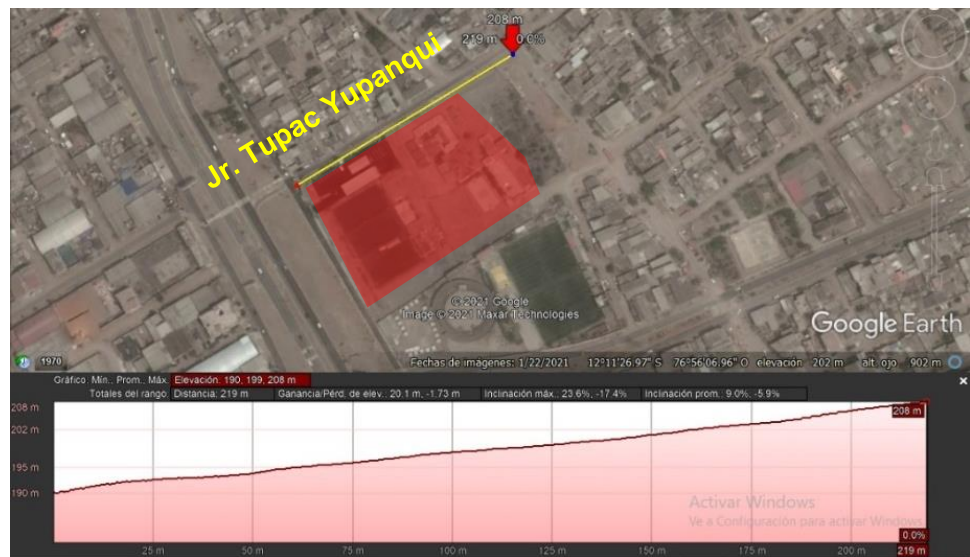 208 m
219 m 0.0%
Jr. Tupac Yupanqui
© 2021 Google
Image © 2021 Maxar Technologies
Google Earth
1970
Fechas de imágenes: 1/22/2021 12°11'26.97" S 76°56'06.96" O elevación 202 m alt. ojo 902 m
Gráfico: Mín., Prom., Máx. Elevación: 190, 199, 208 m
Totales del rango: Distancia: 219 m Ganancia/Pérd. de elev.: 20.1 m, -1.73 m Inclinación máx.: 23.6%, -17.4% Inclinación prom.: 9.0%, -5.9%
208 m
208 m
202 m
195 m
190 m
Activar Windows
Ve a Configuración para activar Windows.
0.0%
25 m 50 m 75 m 100 m 125 m 150 m 175 m 200 m 219 m